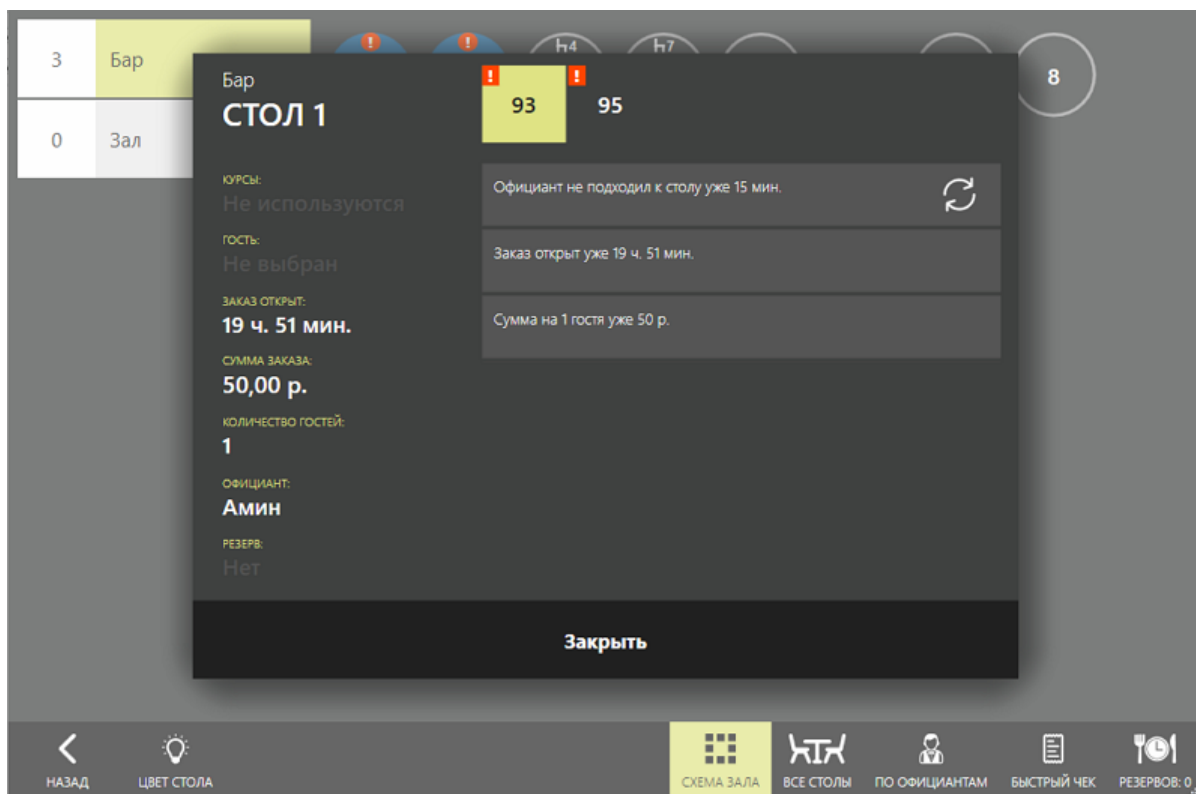 3 Бар
0 Зал
! ! 4 7 8
Бар
СТОЛ 1
! 93 ! 95
КУРСЫ:
Не используются
ГОСТЬ:
Не выбран
ЗАКАЗ ОТКРЫТ:
19 ч. 51 мин.
СУММА ЗАКАЗА:
50,00 р.
КОЛИЧЕСТВО ГОСТЕЙ:
1
ОФИЦИАНТ:
Амин
РЕЗЕРВ:
Нет
Официант не подходил к столу уже 15 мин.
Заказ открыт уже 19 ч. 51 мин.
Сумма на 1 гостя уже 50 р.
Закрыть
НАЗАД
ЦВЕТ СТОЛА
СХЕМА ЗАЛА
ВСЕ СТОЛЫ
ПО ОФИЦИАНТАМ
БЫСТРЫЙ ЧЕК
РЕЗЕРВОВ: 0